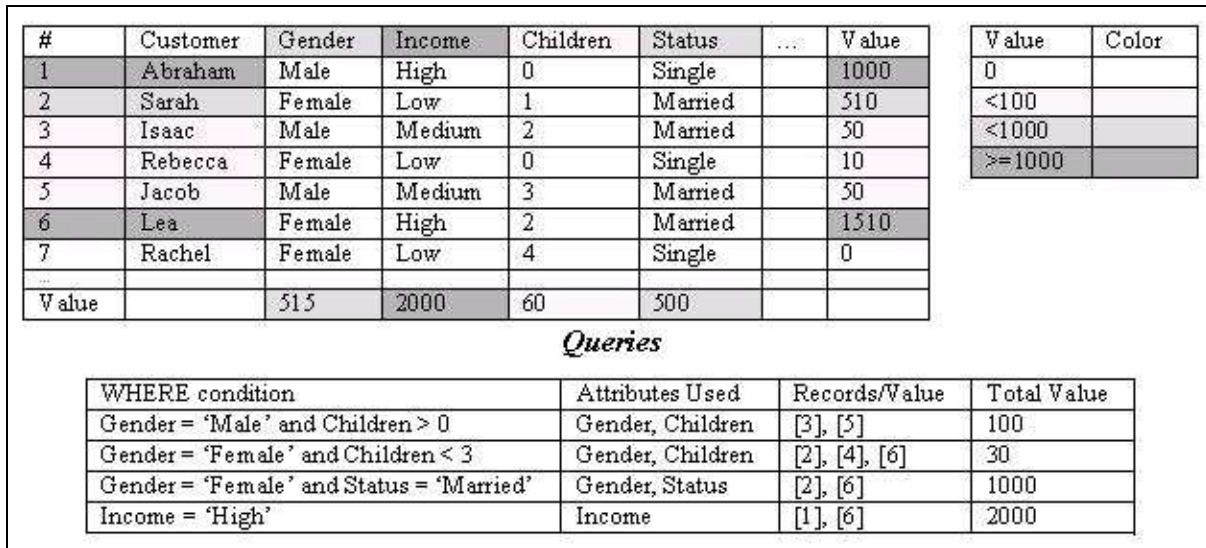 # Customer Gender Income Children Status ... Value
1 Abraham Male High 0 Single 1000
2 Sarah Female Low 1 Married 510
3 Isaac Male Medium 2 Married 50
4 Rebecca Female Low 0 Single 10
5 Jacob Male Medium 3 Married 50
6 Lea Female High 2 Married 1510
7 Rachel Female Low 4 Single 0
...
Value 515 2000 60 500
Value Color
0
<100
<1000
>=1000
Queries
WHERE condition Attributes Used Records/Value Total Value
Gender = ‘Male’ and Children > 0 Gender, Children [3], [5] 100
Gender = ‘Female’ and Children < 3 Gender, Children [2], [4], [6] 30
Gender = ‘Female’ and Status = ‘Married’ Gender, Status [2], [6] 1000
Income = ‘High’ Income [1], [6] 2000